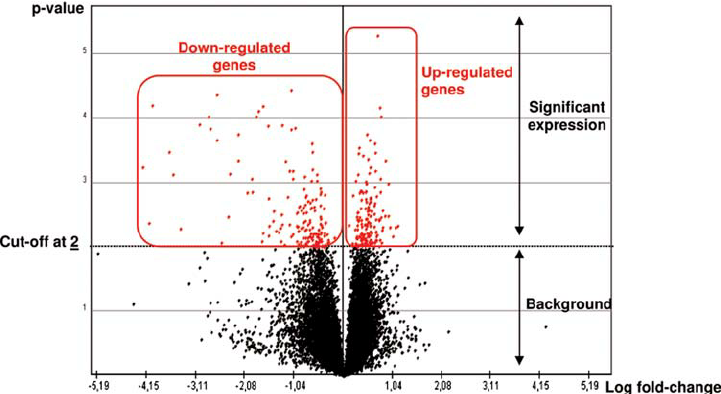 p-value
5
Down-regulated
genes
Up-regulated
genes
4
Significant
expression
3
Cut-off at 2
Background
1
-5,19 -4,15 -3,11 -2,08 -1,04 1,04 2,08 3,11 4,15 5,19 Log fold-change